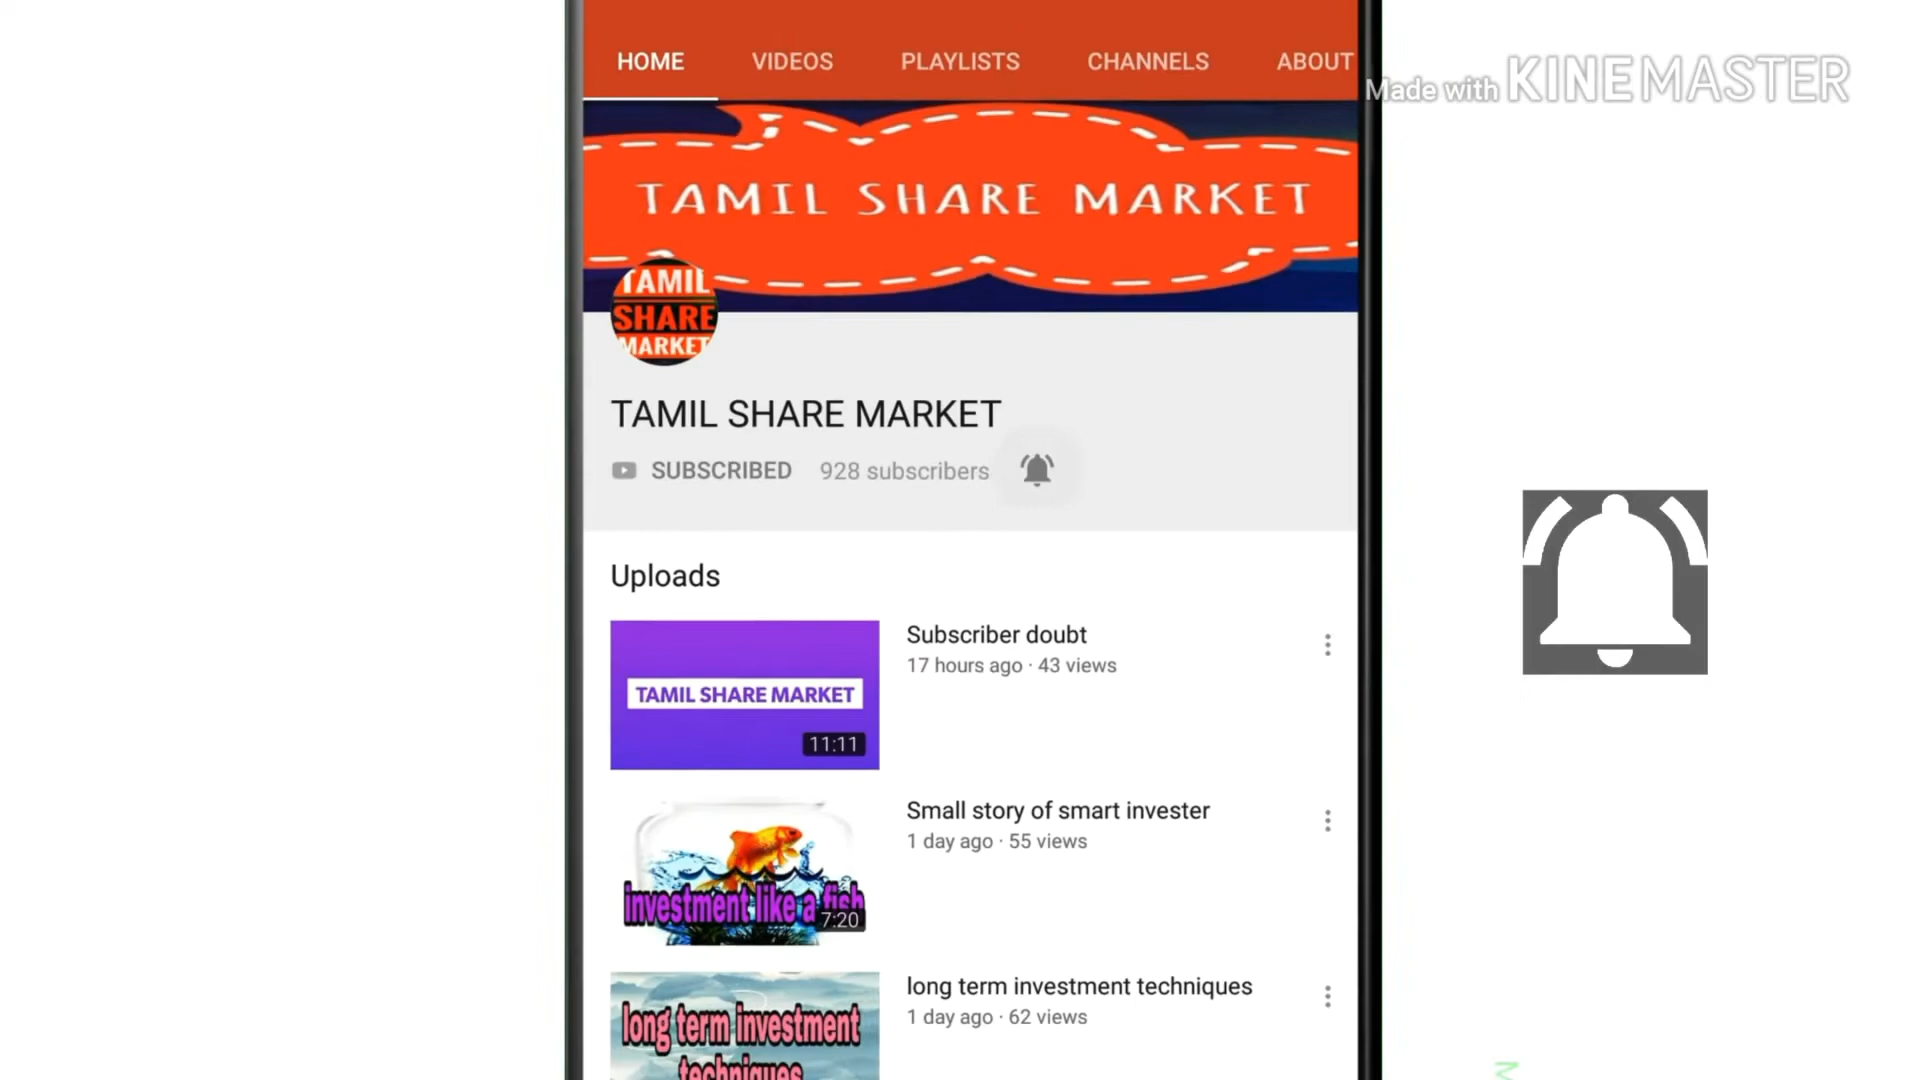 HOME VIDEOS PLAYLISTS CHANNELS ABOUT
Made with KINEMASTER
TAMIL SHARE MARKET
TAMIL
SHARE
MARKET
TAMIL SHARE MARKET
SUBSCRIBED 928 subscribers
Uploads
TAMIL SHARE MARKET
11:11
Subscriber doubt
17 hours ago · 43 views
investment like a fish
7:20
Small story of smart invester
1 day ago · 55 views
long term investment
techniques
long term investment techniques
1 day ago · 62 views